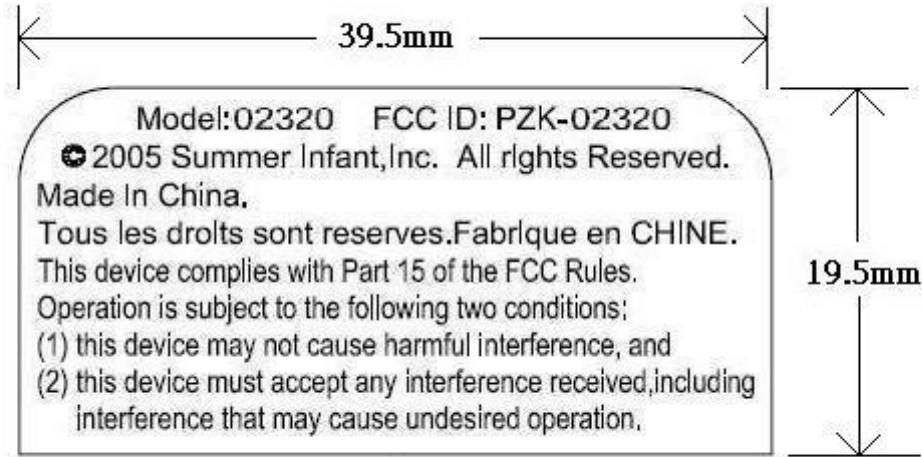 39.5mm
Model:02320 FCC ID: PZK-02320
© 2005 Summer Infant,Inc. All rights Reserved.
Made In China.
Tous les droits sont reserves.Fabrique en CHINE.
This device complies with Part 15 of the FCC Rules.
Operation is subject to the following two conditions:
(1) this device may not cause harmful interference, and
(2) this device must accept any interference received,including
interference that may cause undesired operation.
19.5mm